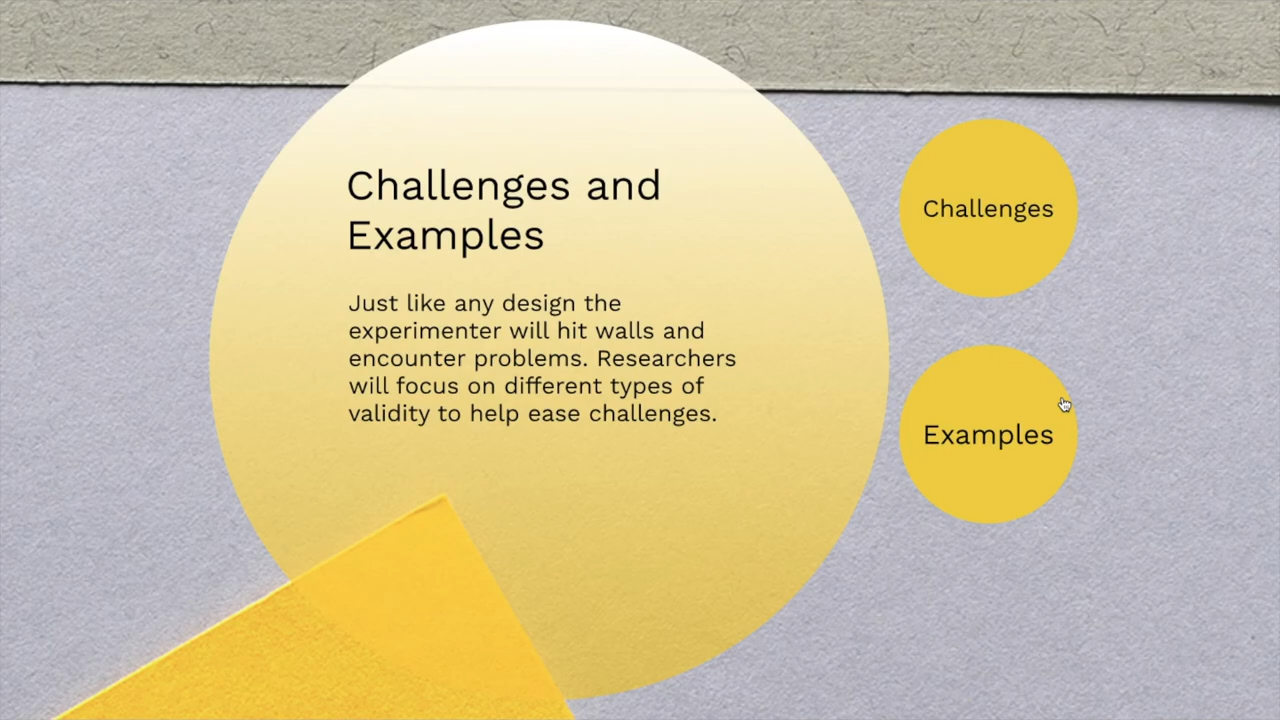 Challenges and
Examples
Just like any design the
experimenter will hit walls and
encounter problems. Researchers
will focus on different types of
validity to help ease challenges.
Challenges
Examples